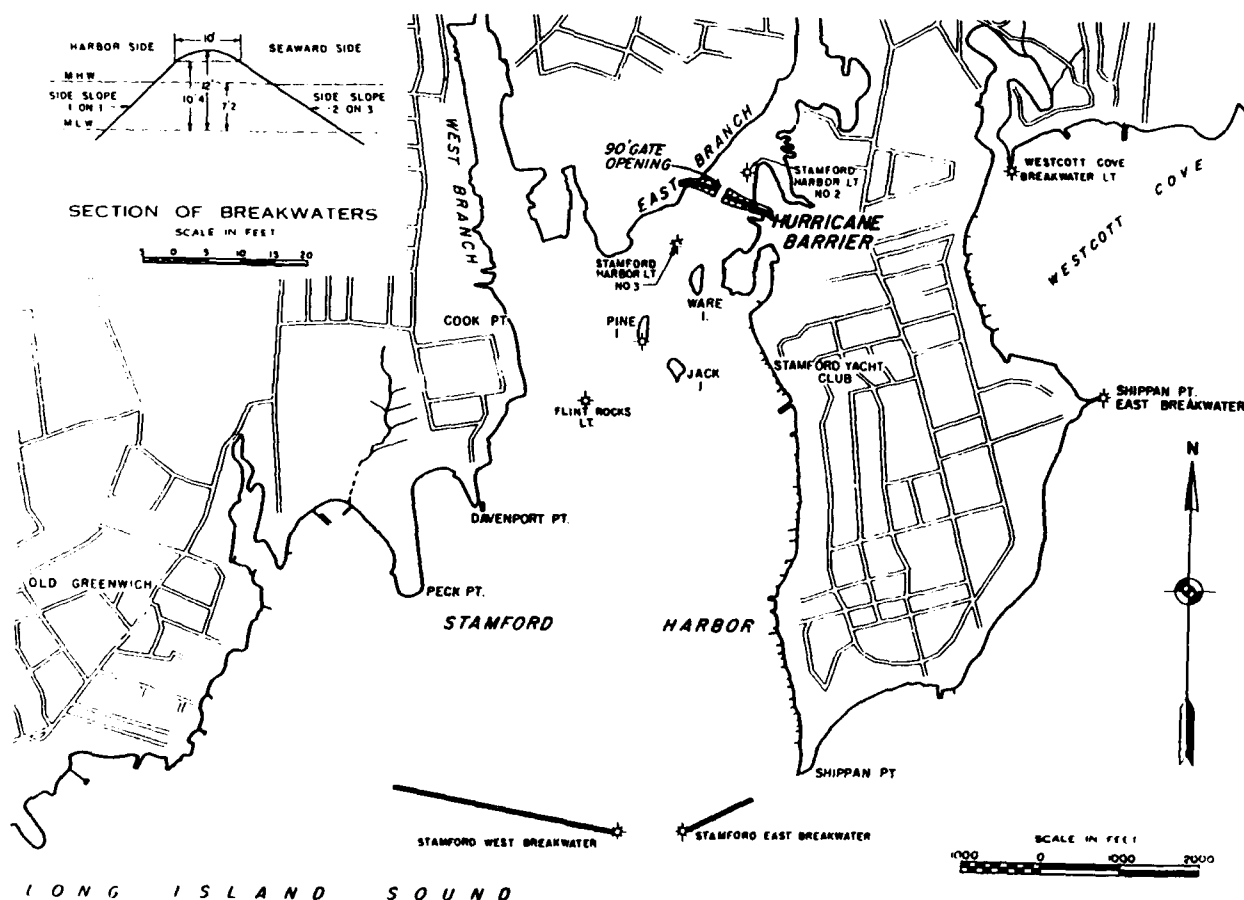 10'
HARBOR SIDE
SEAWARD SIDE
MHW
12'
SIDE SLOPE
1 ON 1
10 4
7'2
SIDE SLOPE
2 ON 3
MLW
SECTION OF BREAKWATERS
SCALE IN FEET
5 0 5 10 15 20
WEST BRANCH
90' GATE
OPENING
EAST BRANCH
STAMFORD
HARBOR LT
NO 2
HURRICANE
BARRIER
WESTCOTT COVE
BREAKWATER LT.
WESTCOTT COVE
STAMFORD
HARBOR LT
NO 3
WARE
I.
COOK PT
PINE
I
JACK
I
STAMFORD YACHT
CLUB
FLINT ROCKS
LT.
SHIPPAN PT.
EAST BREAKWATER
N
DAVENPORT PT.
OLD GREENWICH
PECK PT.
STAMFORD HARBOR
SHIPPAN PT
STAMFORD WEST BREAKWATER
STAMFORD EAST BREAKWATER
SCALE IN FEET
1000 0 1000 2000
LONG ISLAND SOUND